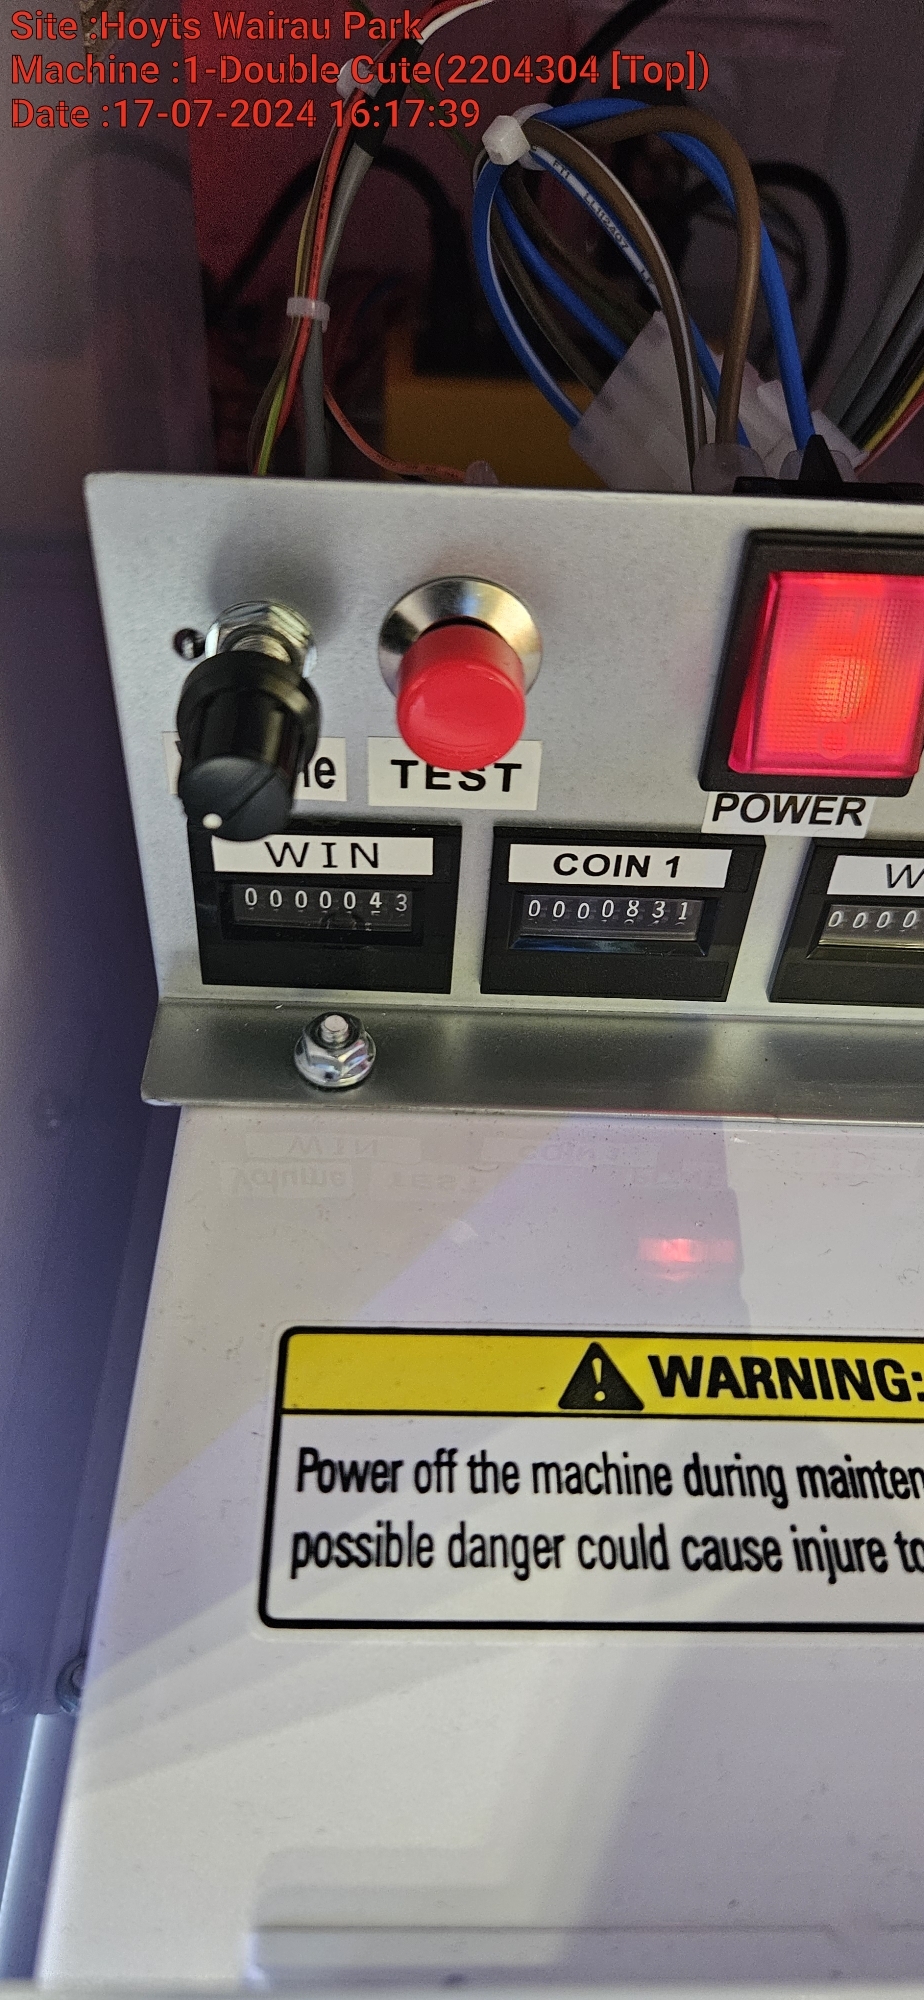 Site :Hoyts Wairau Park
Machine :1-Double Cute(2204304 [Top])
Date :17-07-2024 16:17:39
TEST
POWER
WIN
COIN 1
W
0000043
0000831
0000
WARNING:
Power off the machine during mainten
possible danger could cause injure to